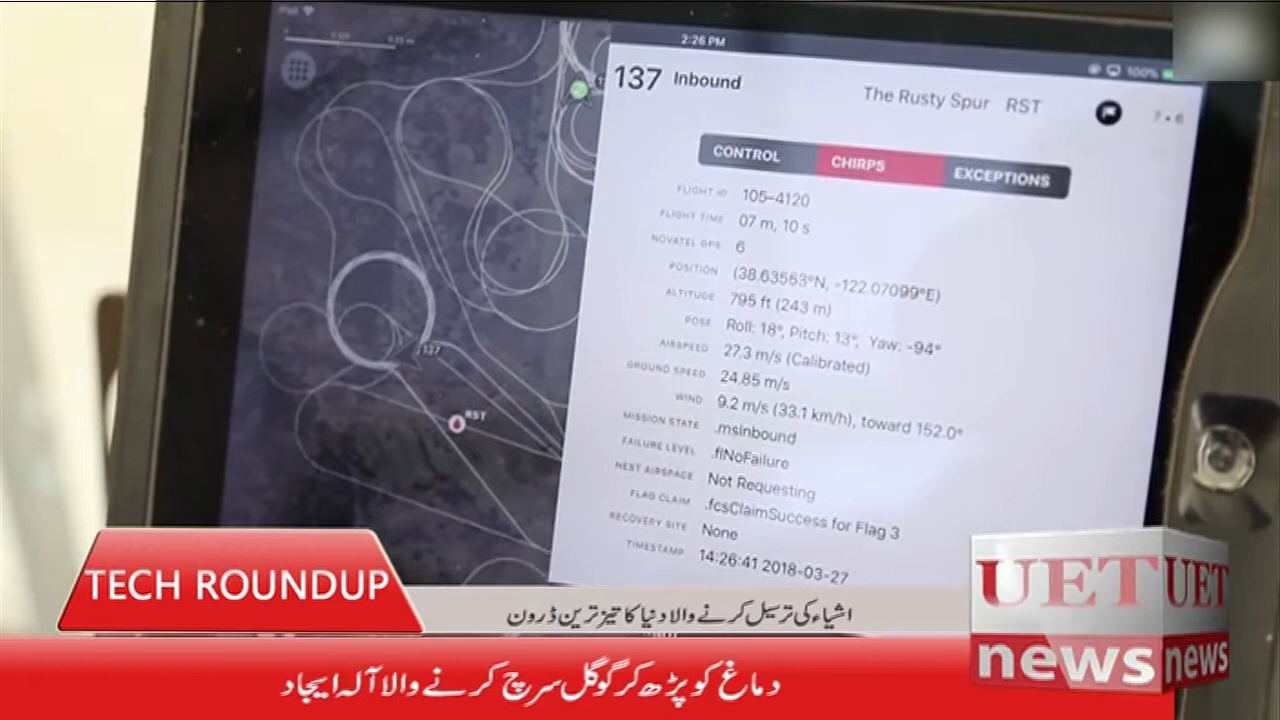 iPad
2:26 PM
100%
137 Inbound
The Rusty Spur RST
7 • 6
CONTROL CHIRPS EXCEPTIONS
FLIGHT ID 105–4120
FLIGHT TIME 07 m, 10 s
NOVATEL GPS 6
POSITION (38.63563°N, -122.07099°E)
ALTITUDE 795 ft (243 m)
POSE Roll: 18°, Pitch: 13°, Yaw: -94°
AIRSPEED 27.3 m/s (Calibrated)
GROUND SPEED 24.85 m/s
WIND 9.2 m/s (33.1 km/h), toward 152.0°
MISSION STATE .msInbound
FAILURE LEVEL .flNoFailure
NEST AIRSPACE Not Requesting
FLAG CLAIM .fcsClaimSuccess for Flag 3
RECOVERY SITE None
TIMESTAMP 14:26:41 2018-03-27
137
RST
TECH ROUNDUP
اشیاء کی ترسیل کرنے والا دنیا کا تیز ترین ڈرون
دماغ کو پڑھ کر گوگل سرچ کرنے والا آلہ ایجاد
UET UET
news news